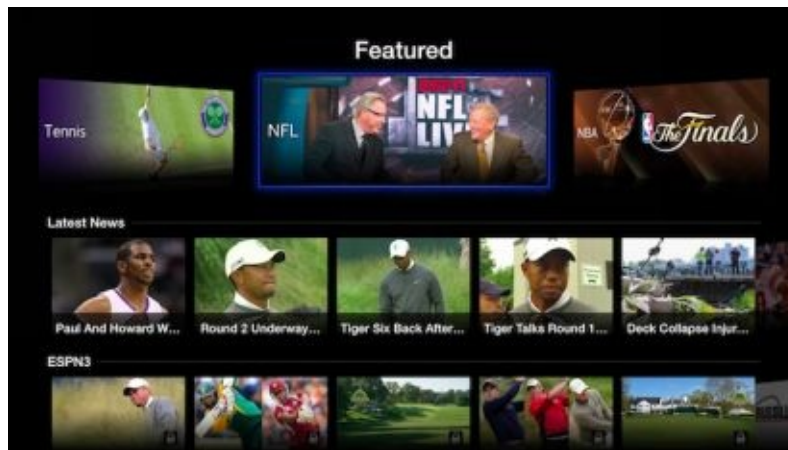 Featured
Tennis
NFL
ESPN
NFL
LIVE
NBA
The Finals
Latest News
Paul And Howard W...
Round 2 Underway...
Tiger Six Back After...
Tiger Talks Round 1...
Deck Collapse Injur...
ESPN3